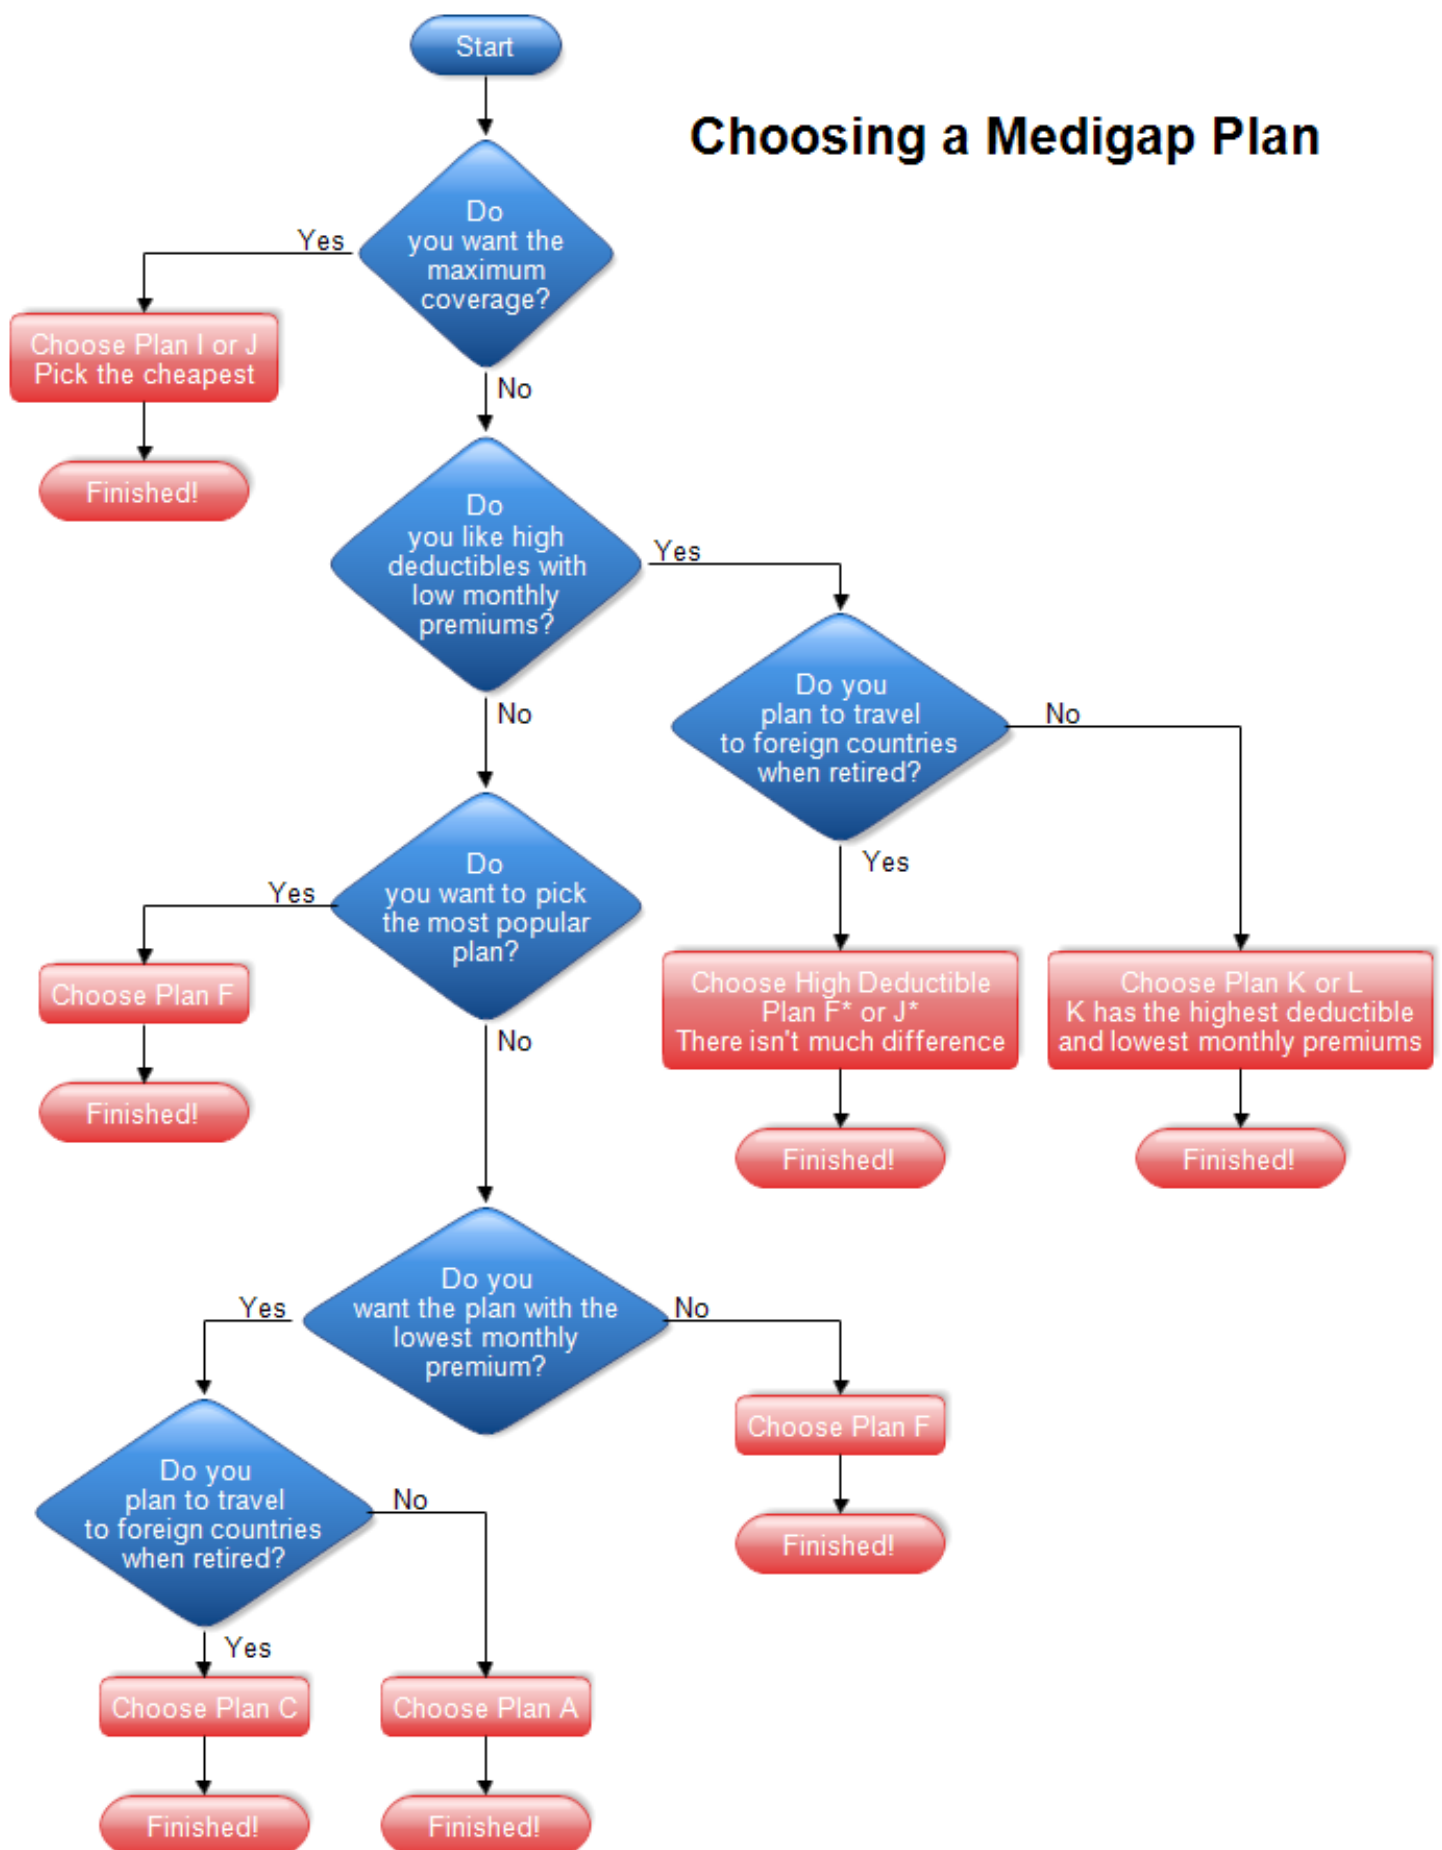 Start
Choosing a Medigap Plan
Do
you want the
maximum
coverage?
Yes
Choose Plan I or J
Pick the cheapest
Finished!
No
Do
you like high
deductibles with
low monthly
premiums?
Yes
Do you
plan to travel
to foreign countries
when retired?
No
No
Yes
Do
you want to pick
the most popular
plan?
Yes
Choose Plan F
Finished!
No
Choose High Deductible
Plan F* or J*
There isn't much difference
Finished!
Choose Plan K or L
K has the highest deductible
and lowest monthly premiums
Finished!
Do you
want the plan with the
lowest monthly
premium?
Yes
No
Choose Plan F
Finished!
Do you
plan to travel
to foreign countries
when retired?
No
Yes
Choose Plan C
Finished!
Choose Plan A
Finished!